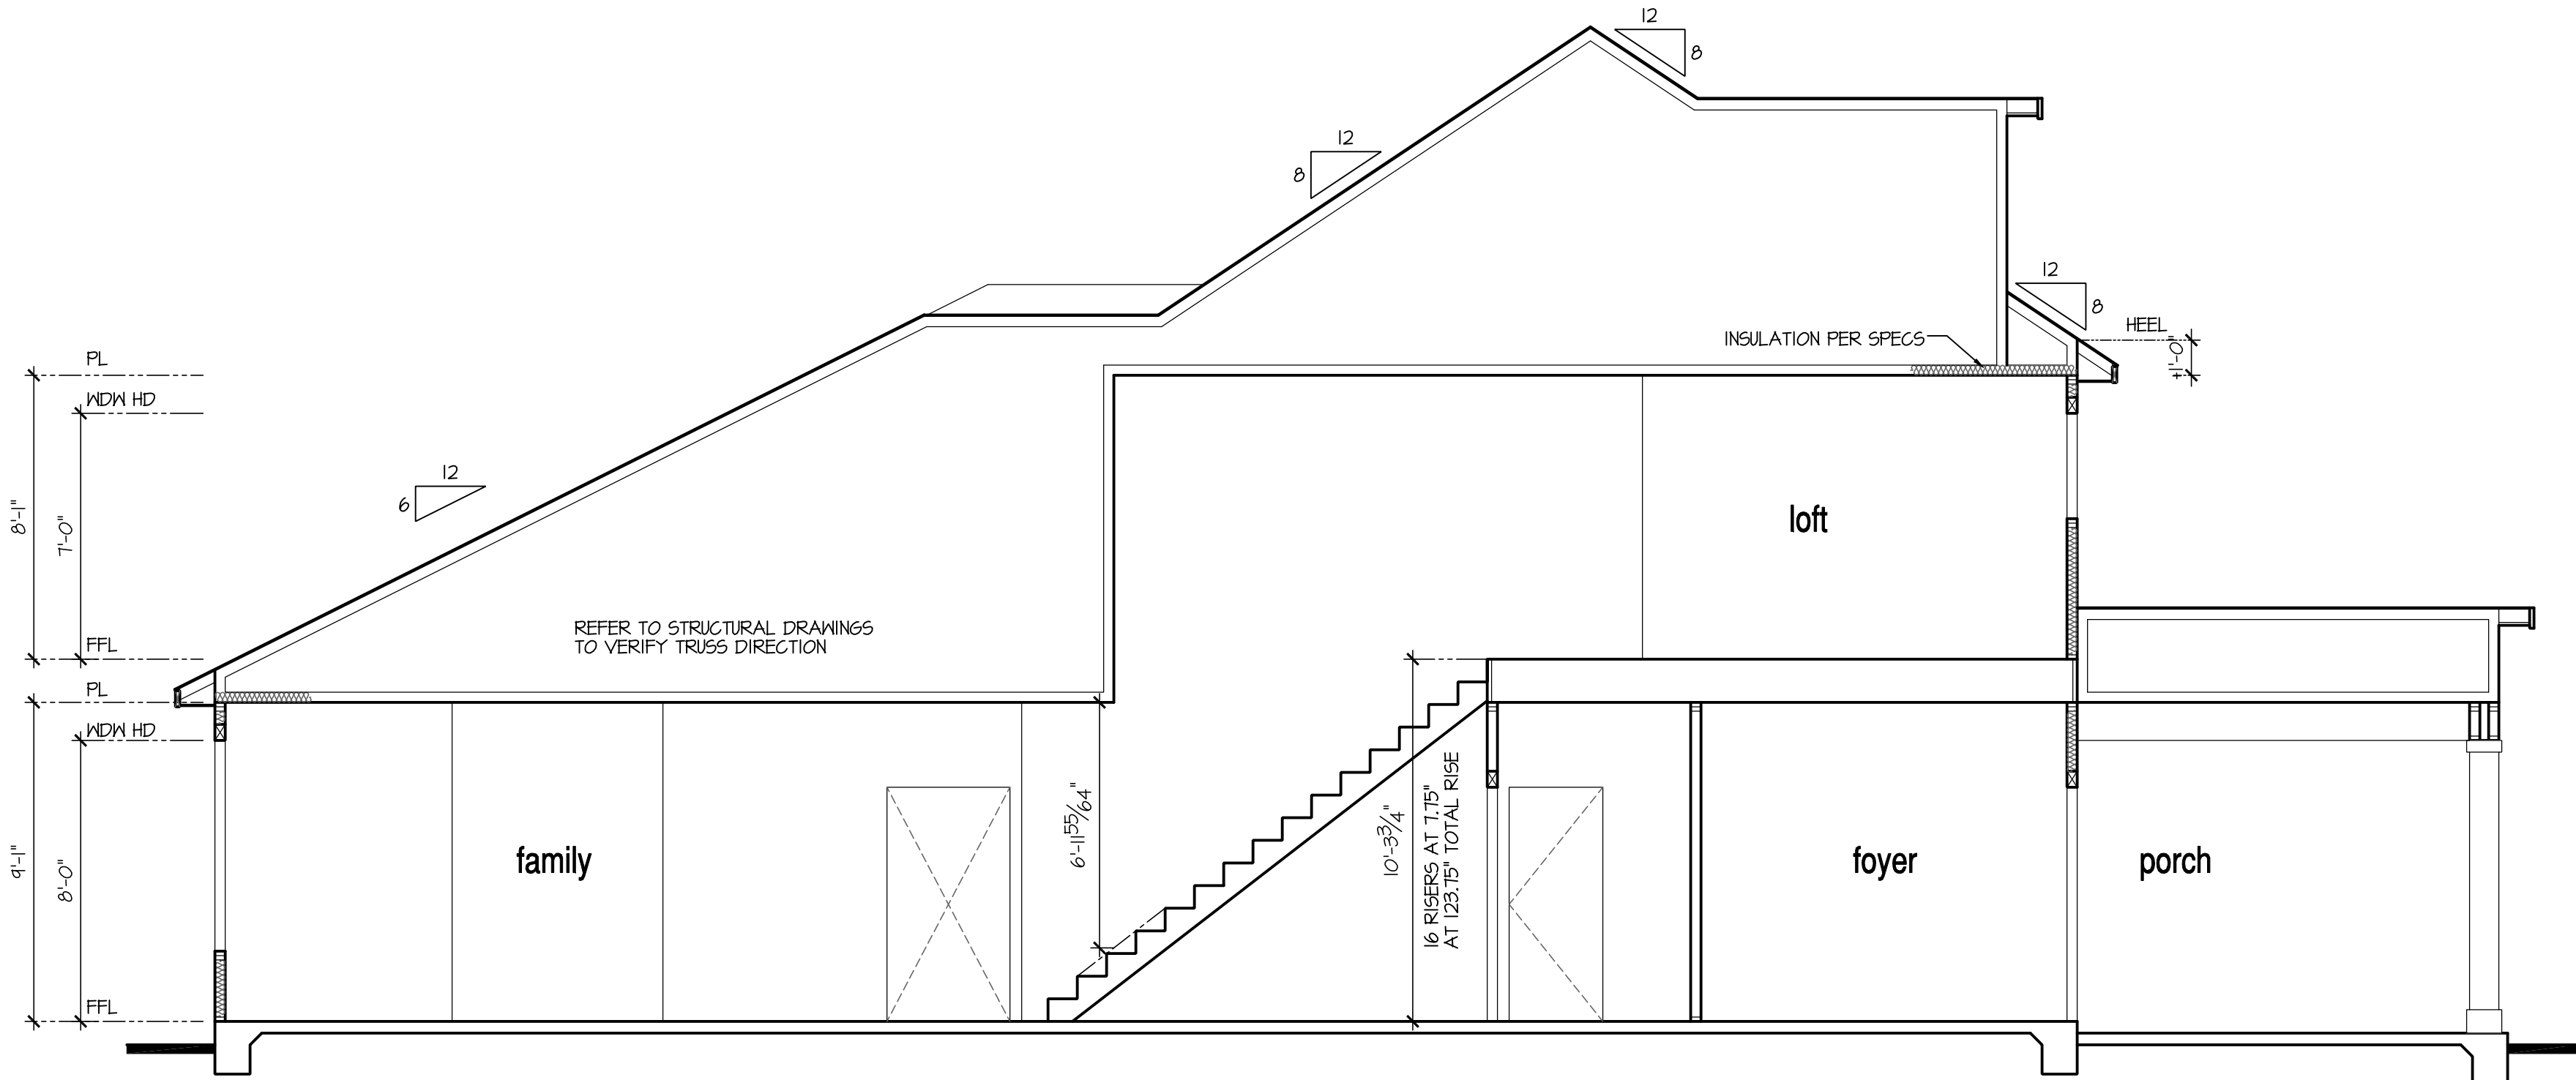 12
8
12
8
12
8
HEEL
±1'-0"
INSULATION PER SPECS
PL
WDW HD
12
6
8'-1"
7'-0"
loft
REFER TO STRUCTURAL DRAWINGS
TO VERIFY TRUSS DIRECTION
FFL
PL
WDW HD
9'-1"
8'-0"
family
6'-11 55/64"
10'-3 3/4"
16 RISERS AT 7.75"
AT 123.75" TOTAL RISE
foyer
porch
FFL